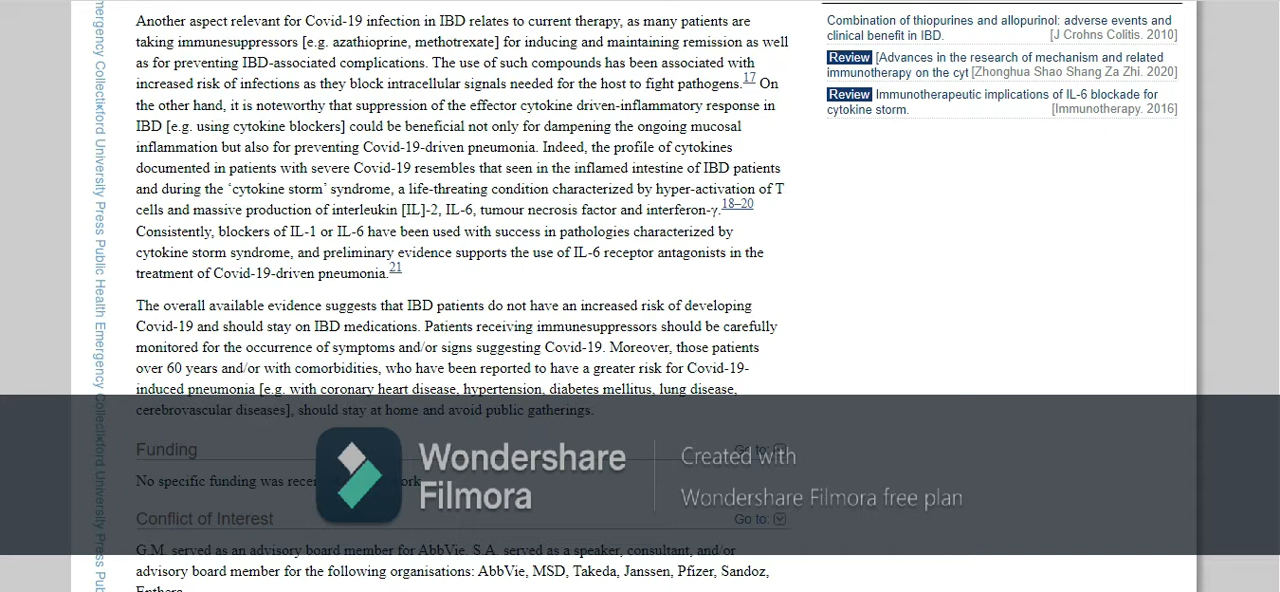 Another aspect relevant for Covid-19 infection in IBD relates to current therapy, as many patients are
taking immunesuppressors [e.g. azathioprine, methotrexate] for inducing and maintaining remission as well
as for preventing IBD-associated complications. The use of such compounds has been associated with
increased risk of infections as they block intracellular signals needed for the host to fight pathogens.17 On
the other hand, it is noteworthy that suppression of the effector cytokine driven-inflammatory response in
IBD [e.g. using cytokine blockers] could be beneficial not only for dampening the ongoing mucosal
inflammation but also for preventing Covid-19-driven pneumonia. Indeed, the profile of cytokines
documented in patients with severe Covid-19 resembles that seen in the inflamed intestine of IBD patients
and during the ‘cytokine storm’ syndrome, a life-threating condition characterized by hyper-activation of T
cells and massive production of interleukin [IL]-2, IL-6, tumour necrosis factor and interferon-γ.18–20
Consistently, blockers of IL-1 or IL-6 have been used with success in pathologies characterized by
cytokine storm syndrome, and preliminary evidence supports the use of IL-6 receptor antagonists in the
treatment of Covid-19-driven pneumonia.21
The overall available evidence suggests that IBD patients do not have an increased risk of developing
Covid-19 and should stay on IBD medications. Patients receiving immunesuppressors should be carefully
monitored for the occurrence of symptoms and/or signs suggesting Covid-19. Moreover, those patients
over 60 years and/or with comorbidities, who have been reported to have a greater risk for Covid-19-
induced pneumonia [e.g. with coronary heart disease, hypertension, diabetes mellitus, lung disease,
cerebrovascular diseases], should stay at home and avoid public gatherings.
Funding Go to:
No specific funding was
Conflict of Interest Go to:
G.M. served as an advisory board member for AbbVie. S.A. served as a speaker, consultant, and/or
advisory board member for the following organisations: AbbVie, MSD, Takeda, Janssen, Pfizer, Sandoz,
Combination of thiopurines and allopurinol: adverse events and
clinical benefit in IBD. [J Crohns Colitis. 2010]
Review [Advances in the research of mechanism and related
immunotherapy on the cyt [Zhonghua Shao Shang Za Zhi. 2020]
Review Immunotherapeutic implications of IL-6 blockade for
cytokine storm. [Immunotherapy. 2016]
Oxford University Press Public Health Emergency Collection
Wondershare
Filmora
Created with
Wondershare Filmora free plan